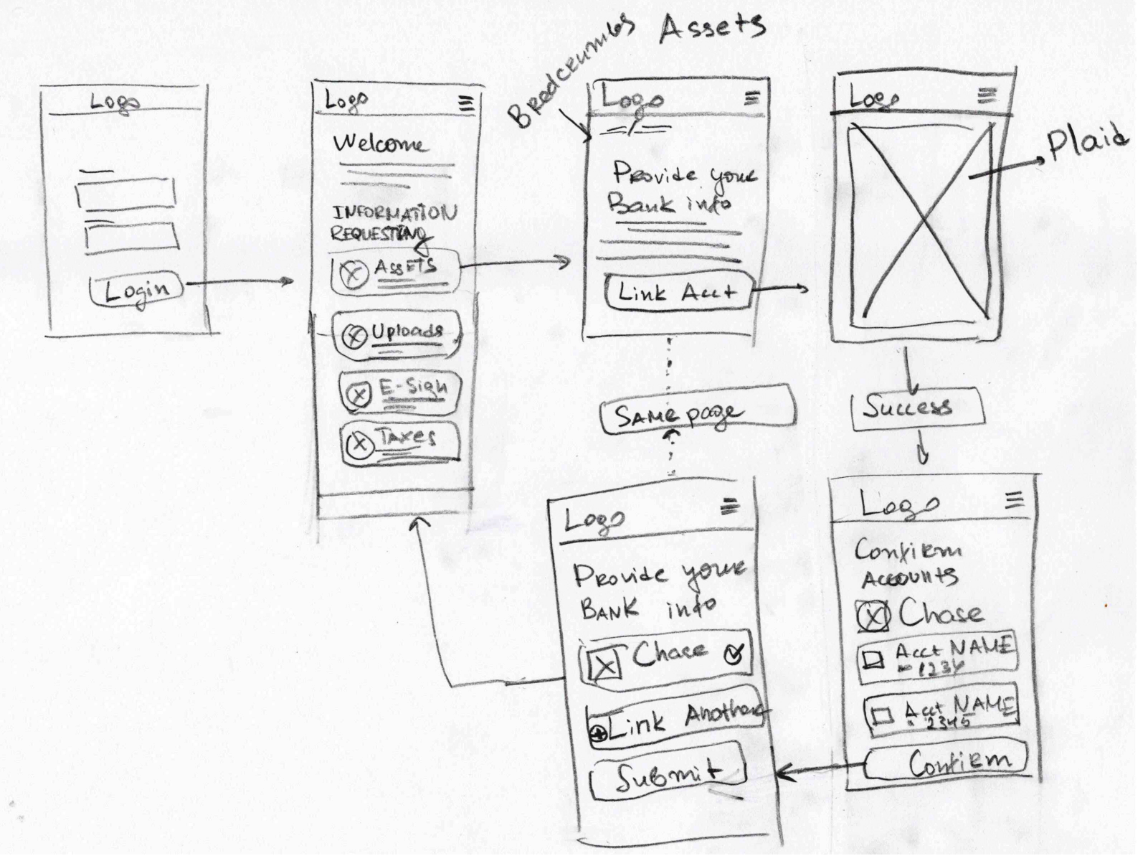 Breadcrumbs
Assets
Logo
Login
Logo
Welcome
INFORMATION
REQUESTING
ASSETS
Uploads
E-Sign
TAXES
Logo
Provide your
Bank info
Link Acct
Logo
Plaid
SAME page
Success
Logo
Provide your
BANK info
Chase
Link Another
Submit
Logo
Confirm
Accounts
Chase
Acct NAME
1234
Acct NAME
2345
Confirm